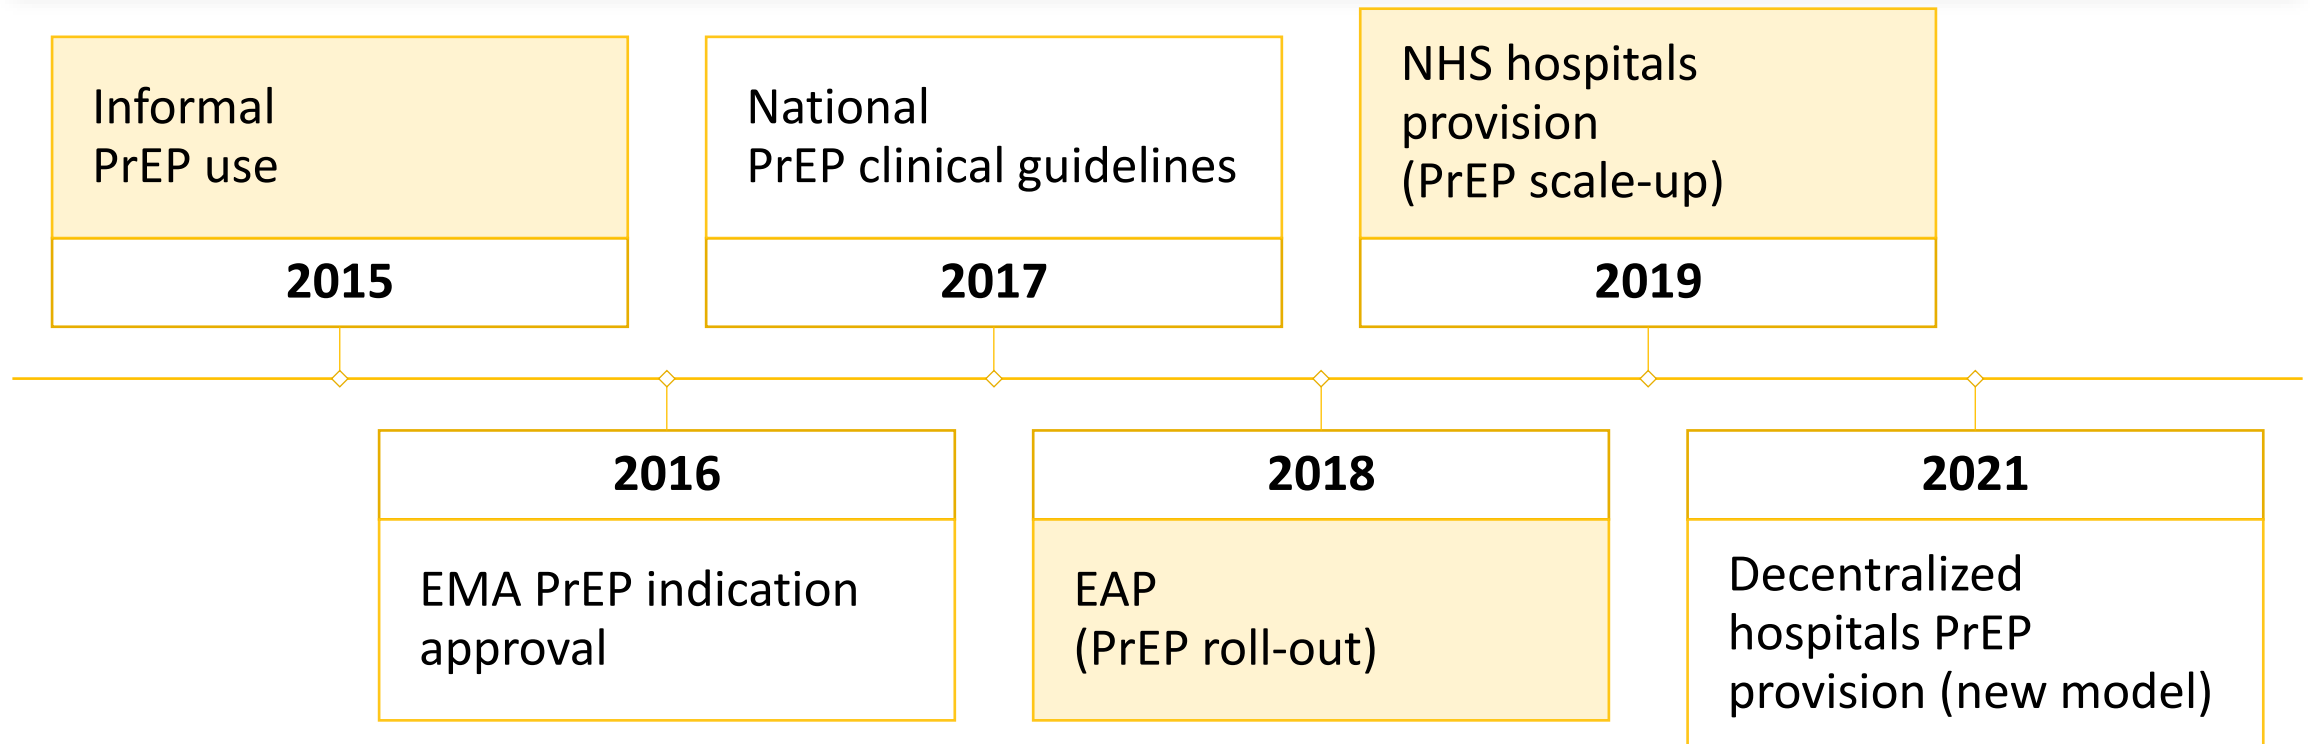 Informal
PrEP use
2015
2016
EMA PrEP indication
approval
National
PrEP clinical guidelines
2017
2018
EAP
(PrEP roll-out)
NHS hospitals
provision
(PrEP scale-up)
2019
2021
Decentralized
hospitals PrEP
provision (new model)